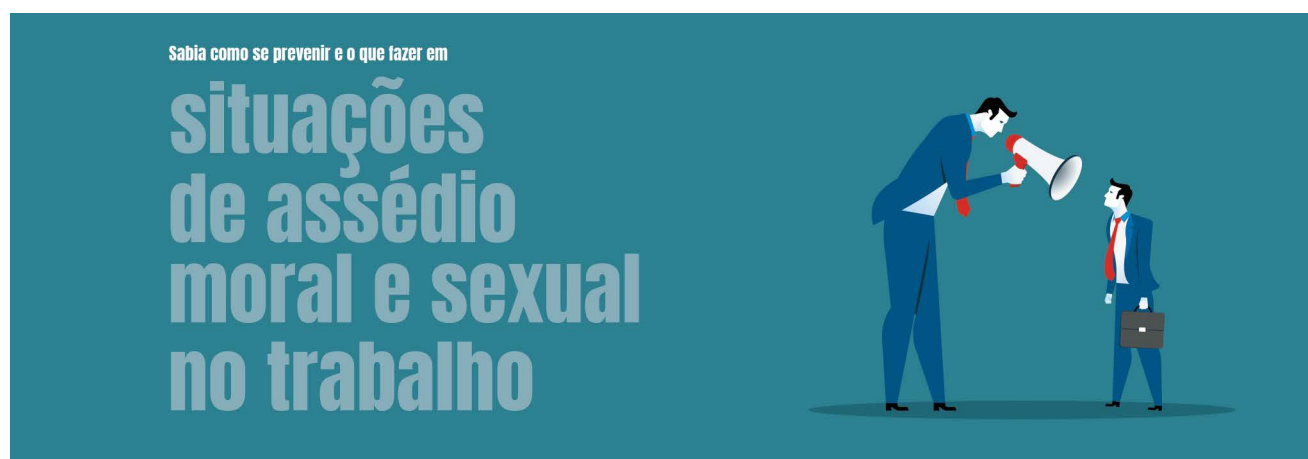 Sabia como se prevenir e o que fazer em
situações
de assédio
moral e sexual
no trabalho